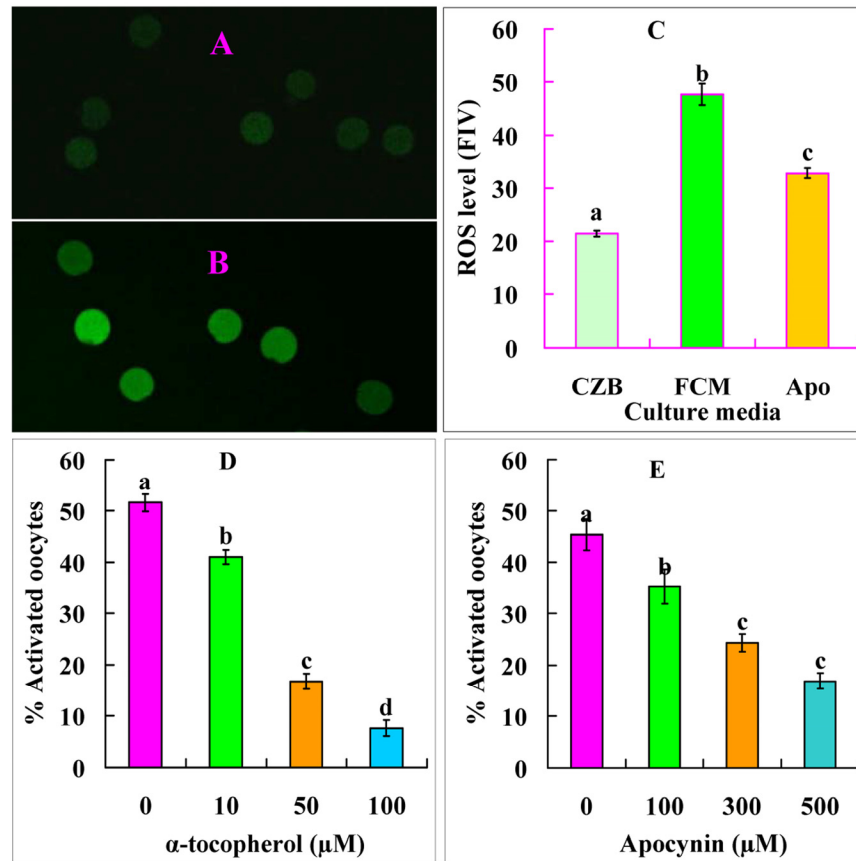 A
B
C
ROS level (FIV)
60
50
40
30
20
10
0
a
b
c
CZB FCM Apo
Culture media
D
% Activated oocytes
60
50
40
30
20
10
0
a
b
c
d
0 10 50 100
α-tocopherol (μM)
E
% Activated oocytes
60
50
40
30
20
10
0
a
b
c
c
0 100 300 500
Apocynin (μM)